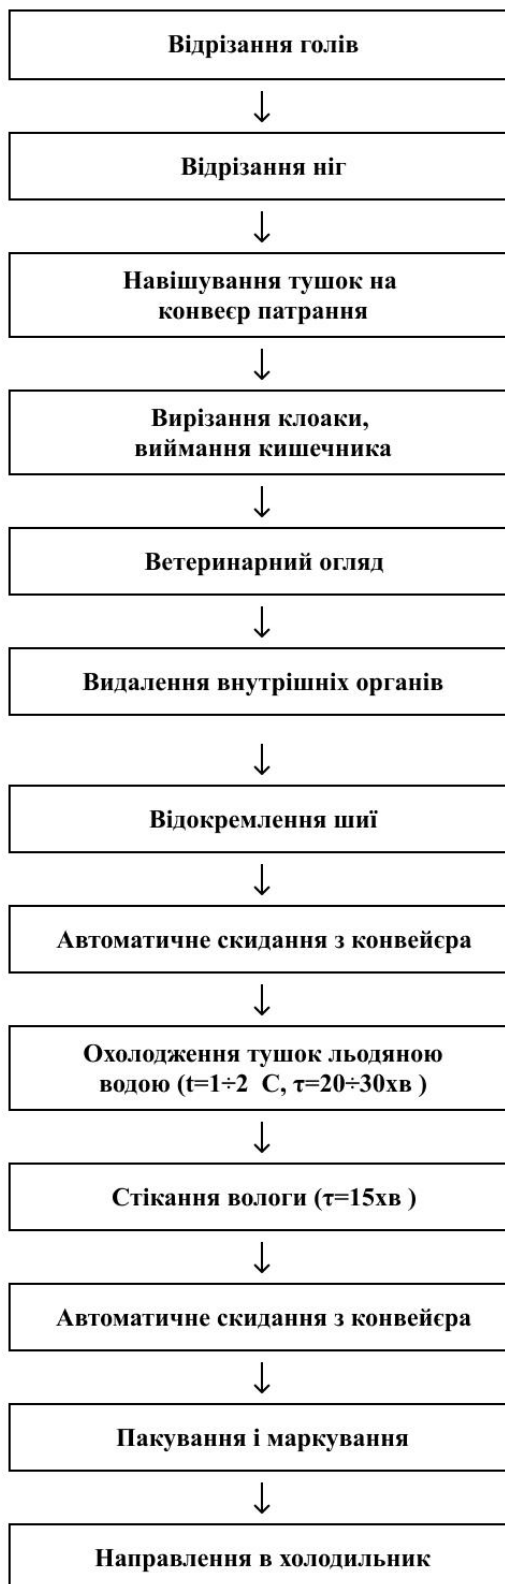 Відрізання голів
↓
Відрізання ніг
↓
Навішування тушок на
конвеєр патрання
↓
Вирізання клоаки,
виймання кишечника
↓
Ветеринарний огляд
↓
Видалення внутрішніх органів
↓
Відокремлення шиї
↓
Автоматичне скидання з конвейєра
↓
Охолодження тушок льодяною
водою (t=1÷2 С, τ=20÷30хв )
↓
Стікання вологи (τ=15хв )
↓
Автоматичне скидання з конвейєра
↓
Пакування і маркування
↓
Направлення в холодильник